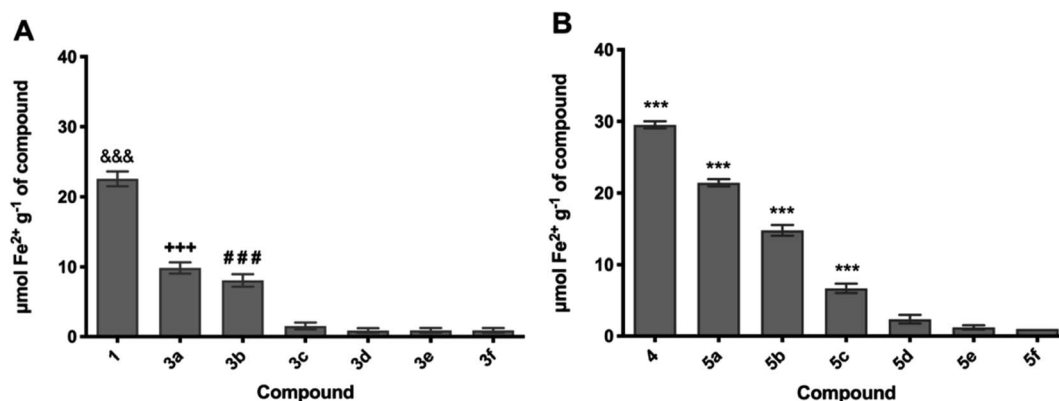 A
µmol Fe²⁺ g⁻¹ of compound
40
30
20
10
0
&&&
+++
###
1
3a
3b
3c
3d
3e
3f
Compound
B
µmol Fe²⁺ g⁻¹ of compound
40
30
20
10
0
***
***
***
***
4
5a
5b
5c
5d
5e
5f
Compound